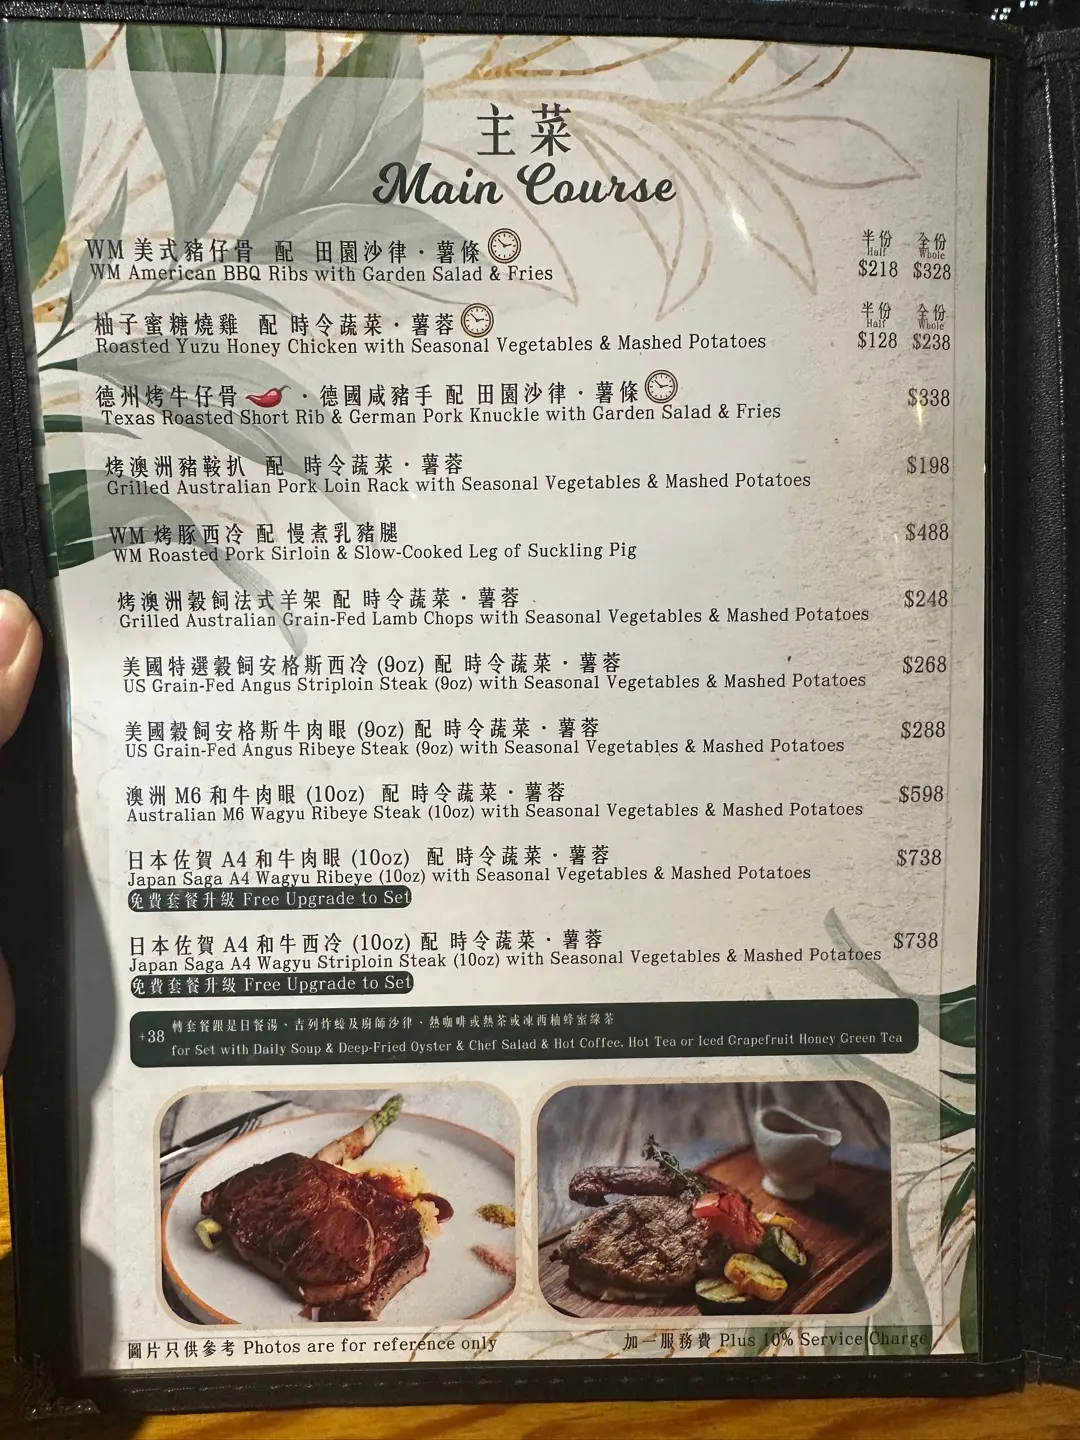 主菜
Main Course
WM 美式豬仔骨 配 田園沙律·薯條
半份 全份
Half Whole
WM American BBQ Ribs with Garden Salad & Fries
$218 $328
柚子蜜糖燒雞 配 時令蔬菜·薯蓉
半份 全份
Half Whole
Roasted Yuzu Honey Chicken with Seasonal Vegetables & Mashed Potatoes
$128 $238
德州烤牛仔骨 ·德國咸豬手 配 田園沙律·薯條
$338
Texas Roasted Short Rib & German Pork Knuckle with Garden Salad & Fries
烤澳洲豬鞍扒 配 時令蔬菜·薯蓉
$198
Grilled Australian Pork Loin Rack with Seasonal Vegetables & Mashed Potatoes
WM 烤豚西冷 配 慢煮乳豬腿
$488
WM Roasted Pork Sirloin & Slow-Cooked Leg of Suckling Pig
烤澳洲穀飼法式羊架 配 時令蔬菜·薯蓉
$248
Grilled Australian Grain-Fed Lamb Chops with Seasonal Vegetables & Mashed Potatoes
美國特選穀飼安格斯西冷 (9oz) 配 時令蔬菜·薯蓉
$268
US Grain-Fed Angus Striploin Steak (9oz) with Seasonal Vegetables & Mashed Potatoes
美國穀飼安格斯牛肉眼 (9oz) 配 時令蔬菜·薯蓉
$288
US Grain-Fed Angus Ribeye Steak (9oz) with Seasonal Vegetables & Mashed Potatoes
澳洲 M6 和牛肉眼 (10oz) 配 時令蔬菜·薯蓉
$598
Australian M6 Wagyu Ribeye Steak (10oz) with Seasonal Vegetables & Mashed Potatoes
日本佐賀 A4 和牛肉眼 (10oz) 配 時令蔬菜·薯蓉
$738
Japan Saga A4 Wagyu Ribeye (10oz) with Seasonal Vegetables & Mashed Potatoes
免費套餐升級 Free Upgrade to Set
日本佐賀 A4 和牛西冷 (10oz) 配 時令蔬菜·薯蓉
$738
Japan Saga A4 Wagyu Striploin Steak (10oz) with Seasonal Vegetables & Mashed Potatoes
免費套餐升級 Free Upgrade to Set
轉套餐跟是日餐湯、吉列炸蠔及廚師沙律、熱咖啡或熱茶或凍西柚蜂蜜綠茶
+38
for Set with Daily Soup & Deep-Fried Oyster & Chef Salad & Hot Coffee, Hot Tea or Iced Grapefruit Honey Green Tea
圖片只供參考 Photos are for reference only
加一服務費 Plus 10% Service Charge